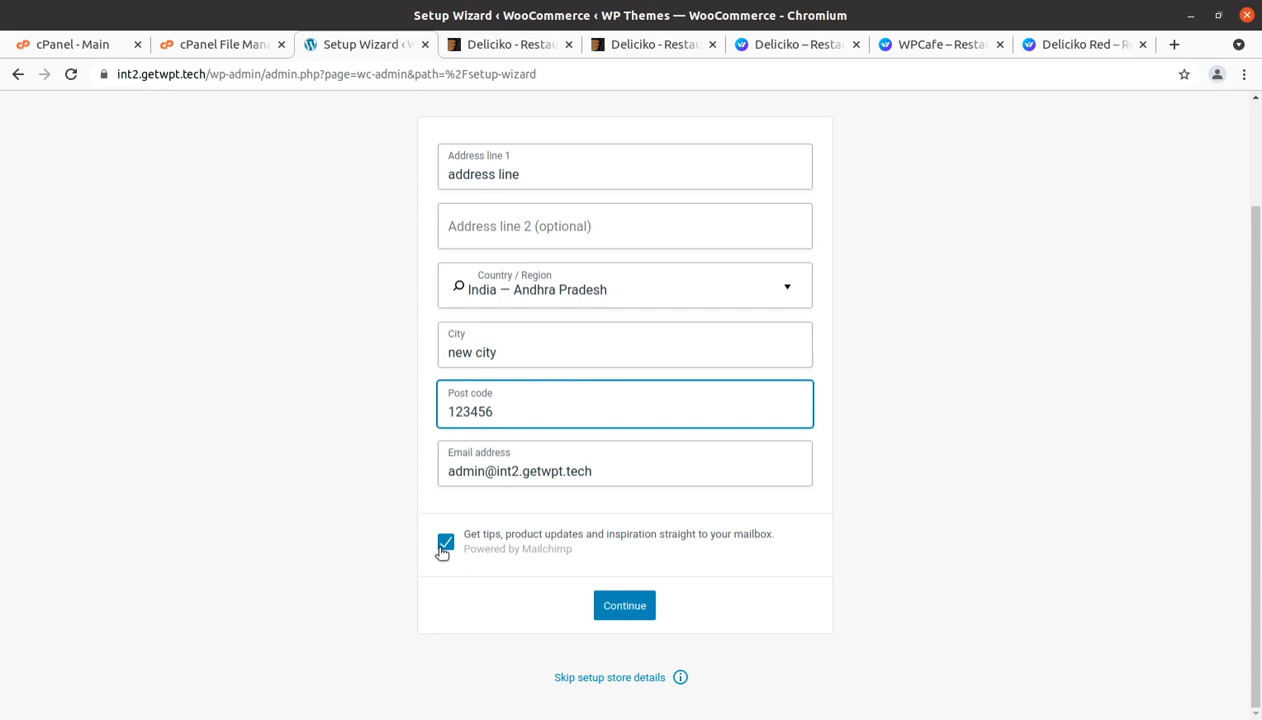 Setup Wizard ‹ WooCommerce ‹ WP Themes — WooCommerce - Chromium
cPanel - Main
cPanel File Man
Setup Wizard ‹ W
Deliciko - Restau
Deliciko - Restau
Deliciko – Resta
WPCafe – Resta
Deliciko Red – R
int2.getwpt.tech/wp-admin/admin.php?page=wc-admin&path=%2Fsetup-wizard
Address line 1
address line
Address line 2 (optional)
Country / Region
India — Andhra Pradesh
City
new city
Post code
123456
Email address
admin@int2.getwpt.tech
Get tips, product updates and inspiration straight to your mailbox.
Powered by Mailchimp
Continue
Skip setup store details